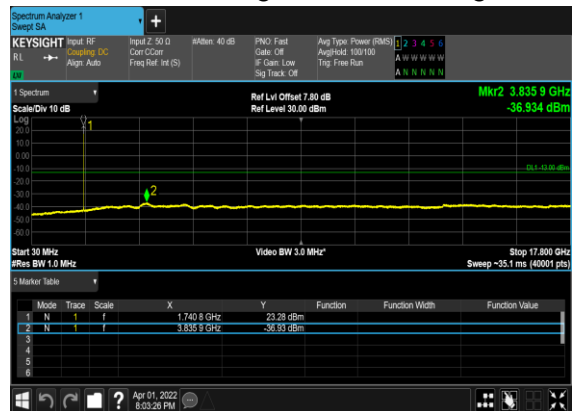 Spectrum Analyzer 1
Swept SA
+
KEYSIGHT Input: RF Input Z: 50 Ω #Atten: 40 dB PNO: Fast Avg Type: Power (RMS) 1 2 3 4 5 6
RL Coupling: DC Corr CCorr Gate: Off Avg|Hold: 100/100 A W W W W W
Align: Auto Freq Ref: Int (S) IF Gain: Low Trig: Free Run
LW Sig Track: Off A N N N N N
1 Spectrum Ref Lvl Offset 7.80 dB Mkr2 3.835 9 GHz
Scale/Div 10 dB Ref Level 30.00 dBm -36.934 dBm
Log
20.0
10.0
0.00
-10.0
-20.0
-30.0
-40.0
-50.0
-60.0
1
DL1 -13.00 dBm
2
Start 30 MHz Video BW 3.0 MHz* Stop 17.800 GHz
#Res BW 1.0 MHz Sweep ~35.1 ms (40001 pts)
5 Marker Table
Mode Trace Scale X Y Function Function Width Function Value
1 N 1 f 1.740 8 GHz 23.28 dBm
2 N 1 f 3.835 9 GHz -36.93 dBm
3
4
5
6
? Apr 01, 2022
8:03:26 PM